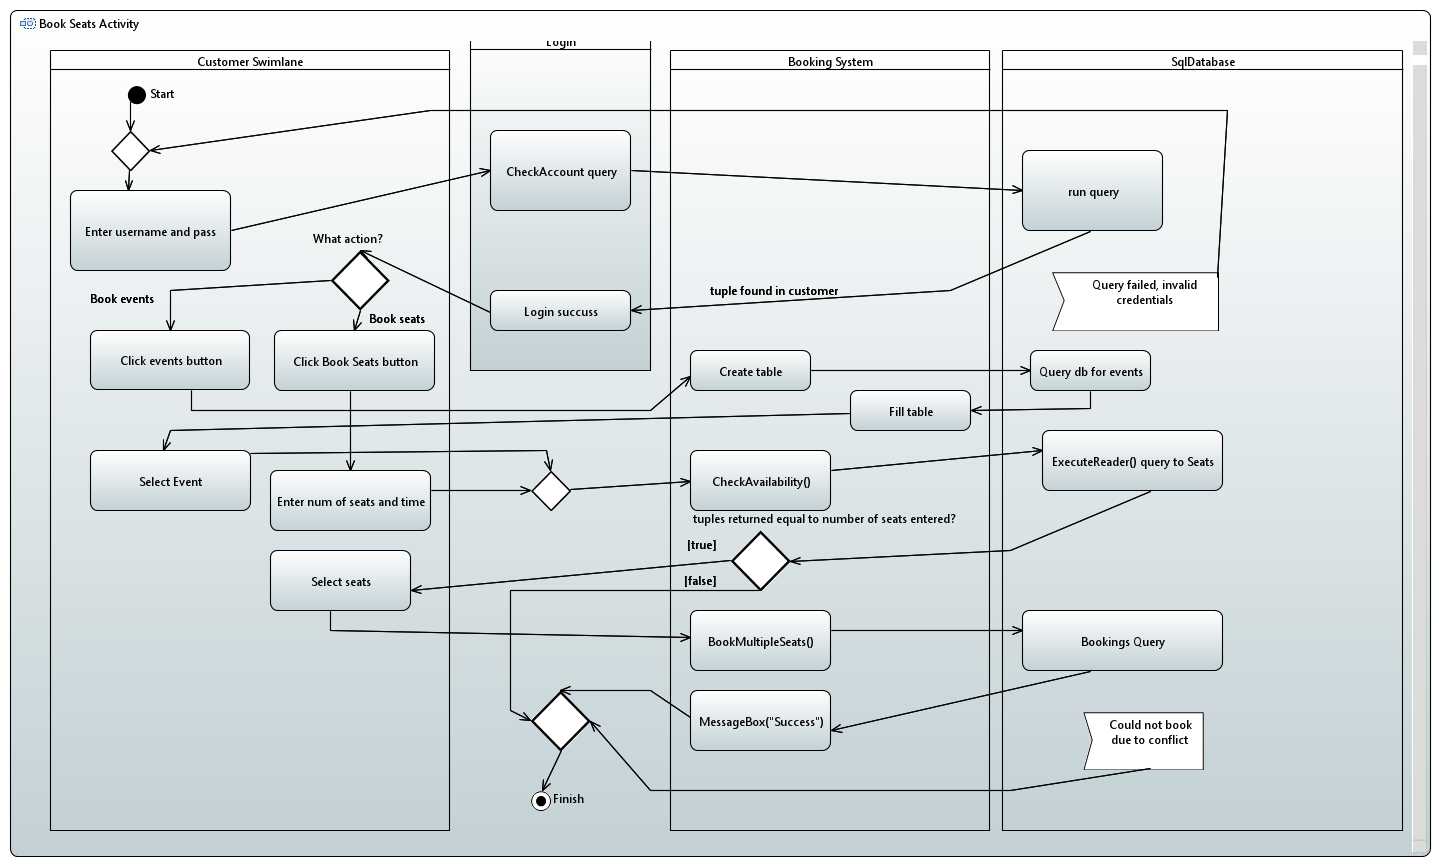 Book Seats Activity
Customer Swimlane
Login
Booking System
SqlDatabase
Start
CheckAccount query
run query
Enter username and pass
What action?
Query failed, invalid
credentials
Book events
tuple found in customer
Login succuss
Book seats
Click events button
Click Book Seats button
Create table
Query db for events
Fill table
Select Event
Enter num of seats and time
CheckAvailability()
ExecuteReader() query to Seats
tuples returned equal to number of seats entered?
[true]
Select seats
[false]
BookMultipleSeats()
Bookings Query
MessageBox("Success")
Could not book
due to conflict
Finish